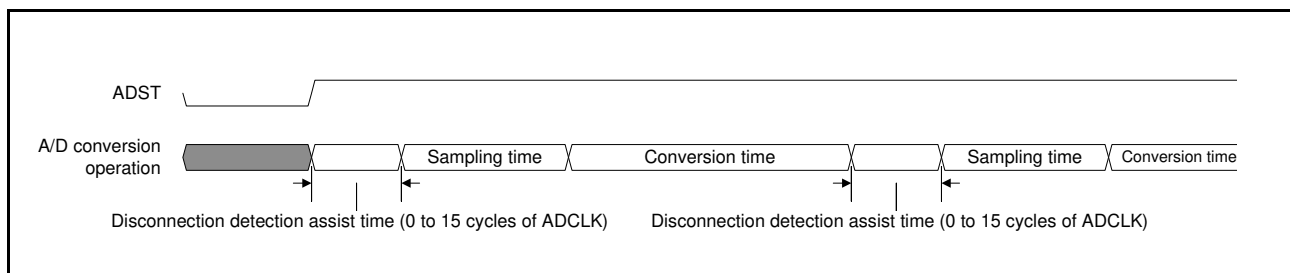 ADST
A/D conversion
operation
Sampling time
Conversion time
Sampling time
Conversion time
Disconnection detection assist time (0 to 15 cycles of ADCLK)
Disconnection detection assist time (0 to 15 cycles of ADCLK)